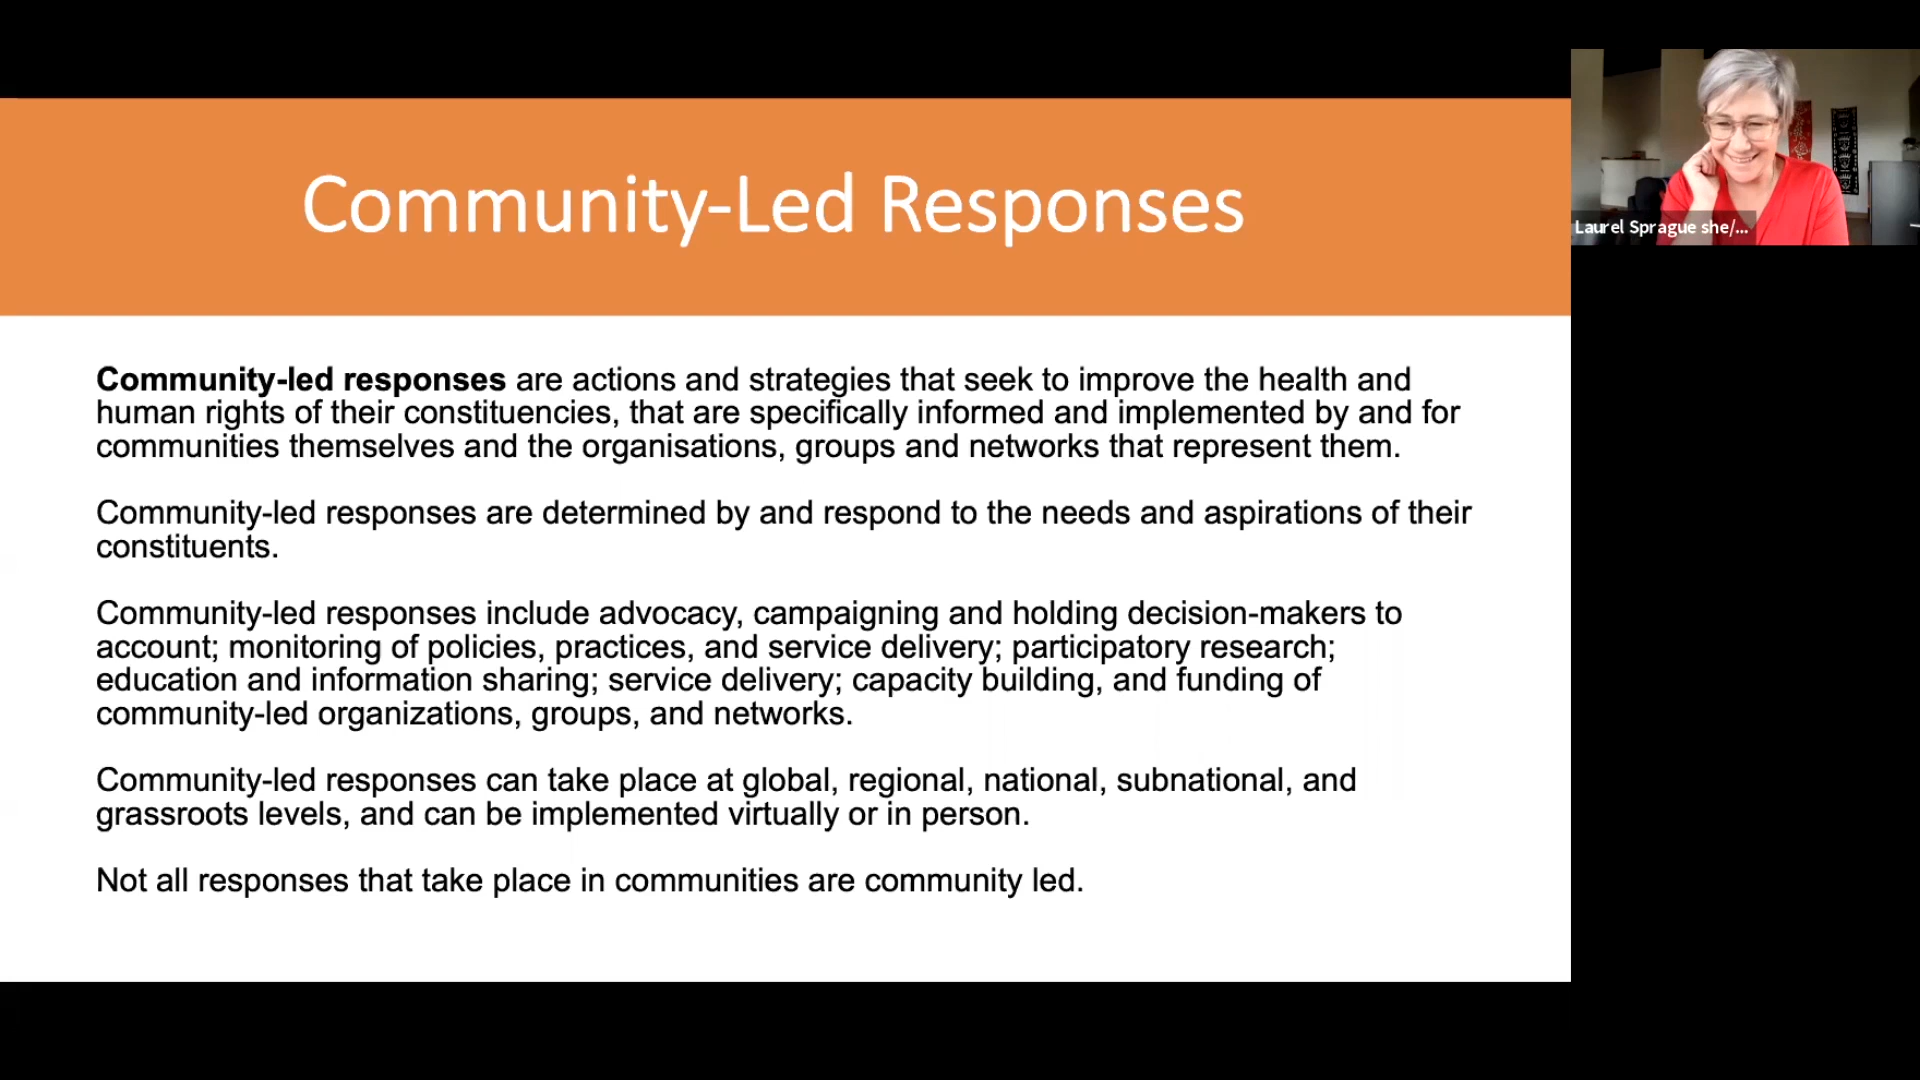 Community-Led Responses
Laurel Sprague she/...
Community-led responses are actions and strategies that seek to improve the health and
human rights of their constituencies, that are specifically informed and implemented by and for
communities themselves and the organisations, groups and networks that represent them.
Community-led responses are determined by and respond to the needs and aspirations of their
constituents.
Community-led responses include advocacy, campaigning and holding decision-makers to
account; monitoring of policies, practices, and service delivery; participatory research;
education and information sharing; service delivery; capacity building, and funding of
community-led organizations, groups, and networks.
Community-led responses can take place at global, regional, national, subnational, and
grassroots levels, and can be implemented virtually or in person.
Not all responses that take place in communities are community led.